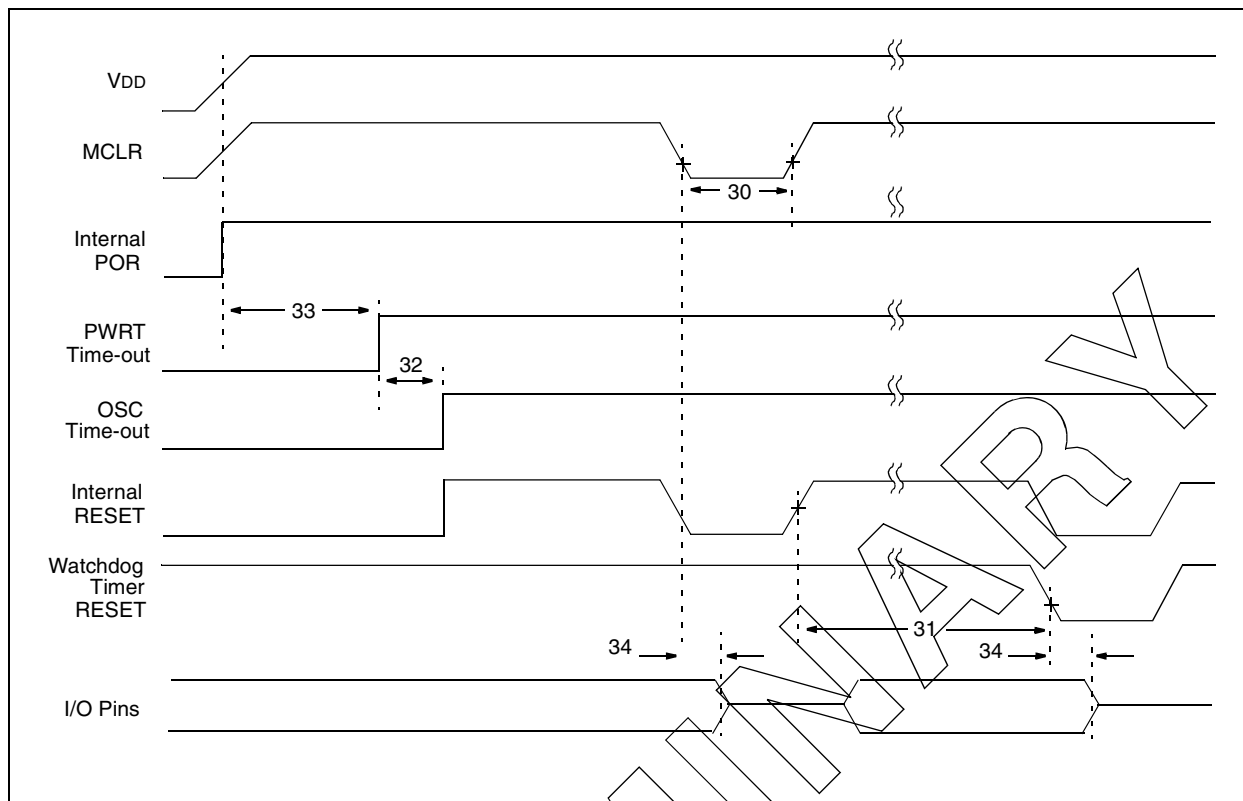 VDD
MCLR
30
Internal
POR
33
PWRT
Time-out
32
OSC
Time-out
Internal
RESET
Watchdog
Timer
RESET
31
34
34
I/O Pins
INARY